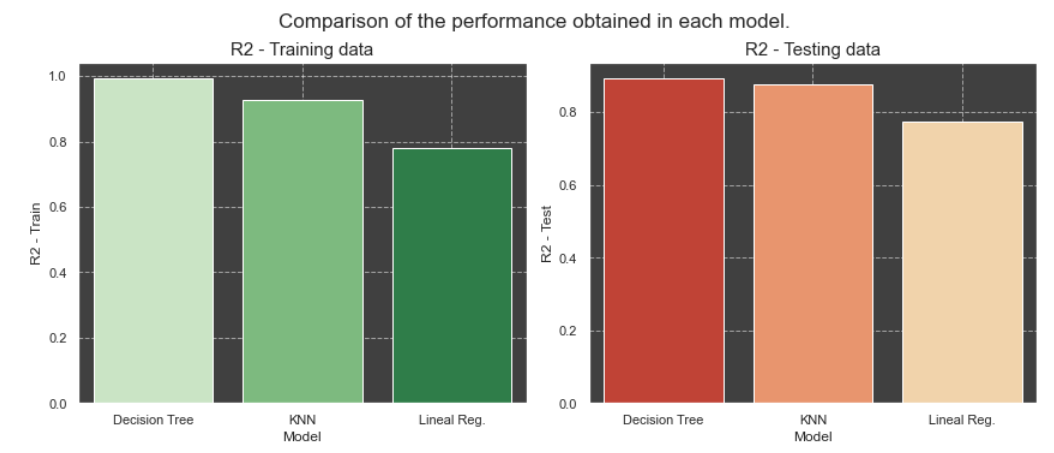 Comparison of the performance obtained in each model.
R2 - Training data
R2 - Train
1.0
0.8
0.6
0.4
0.2
0.0
Decision Tree
KNN
Lineal Reg.
Model
R2 - Testing data
R2 - Test
0.8
0.6
0.4
0.2
0.0
Decision Tree
KNN
Lineal Reg.
Model